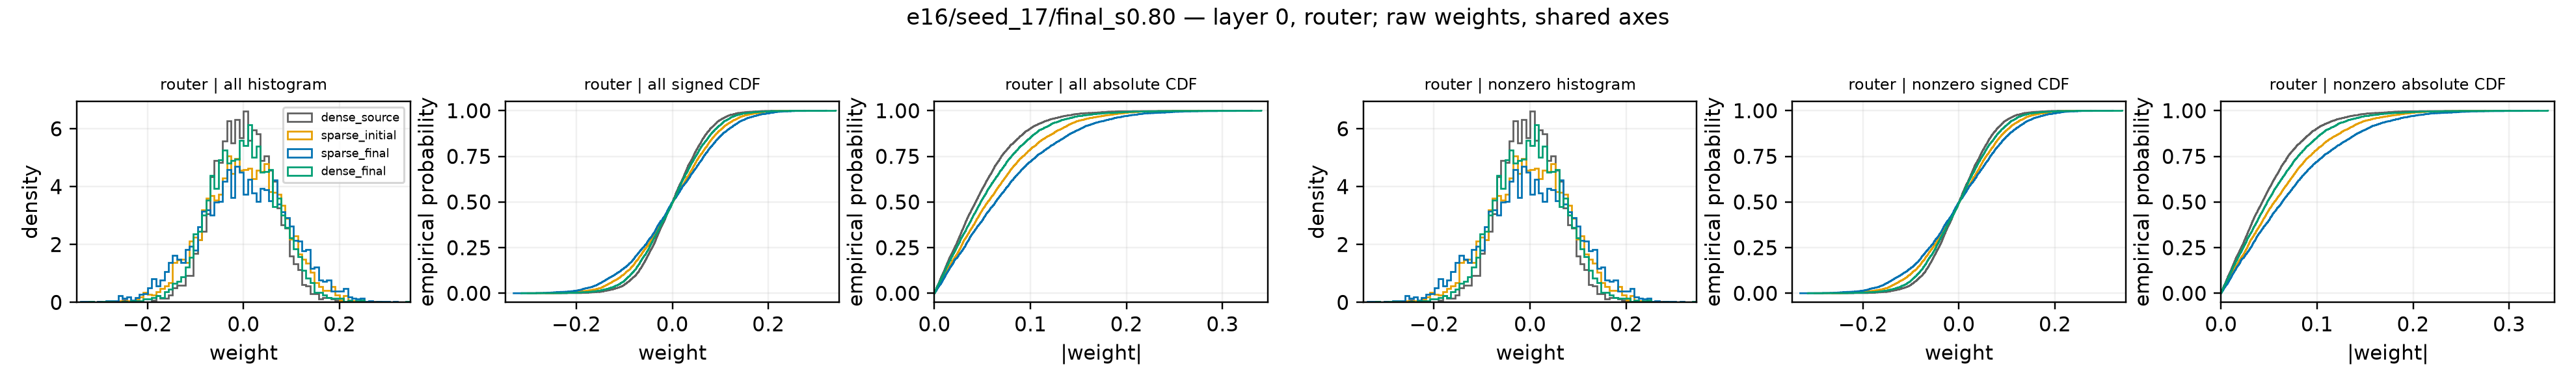 e16/seed_17/final_s0.80 — layer 0, router; raw weights, shared axes
router | all histogram
density
6
4
2
0
−0.2
0.0
0.2
weight
dense_source
sparse_initial
sparse_final
dense_final
router | all signed CDF
empirical probability
1.00
0.75
0.50
0.25
0.00
−0.2
0.0
0.2
weight
router | all absolute CDF
empirical probability
1.00
0.75
0.50
0.25
0.00
0.0
0.1
0.2
0.3
|weight|
router | nonzero histogram
density
6
4
2
0
−0.2
0.0
0.2
weight
router | nonzero signed CDF
empirical probability
1.00
0.75
0.50
0.25
0.00
−0.2
0.0
0.2
weight
router | nonzero absolute CDF
empirical probability
1.00
0.75
0.50
0.25
0.00
0.0
0.1
0.2
0.3
|weight|